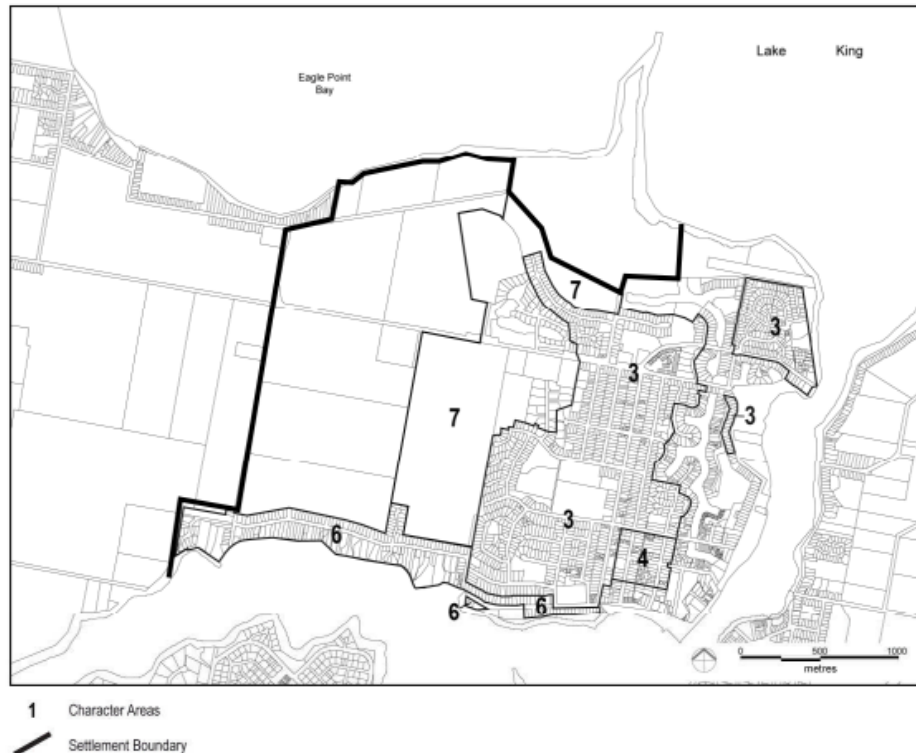 Lake King
Eagle Point
Bay
7
3
3
3
7
6
3
4
6
6
0 500 1000
metres
1 Character Areas
Settlement Boundary